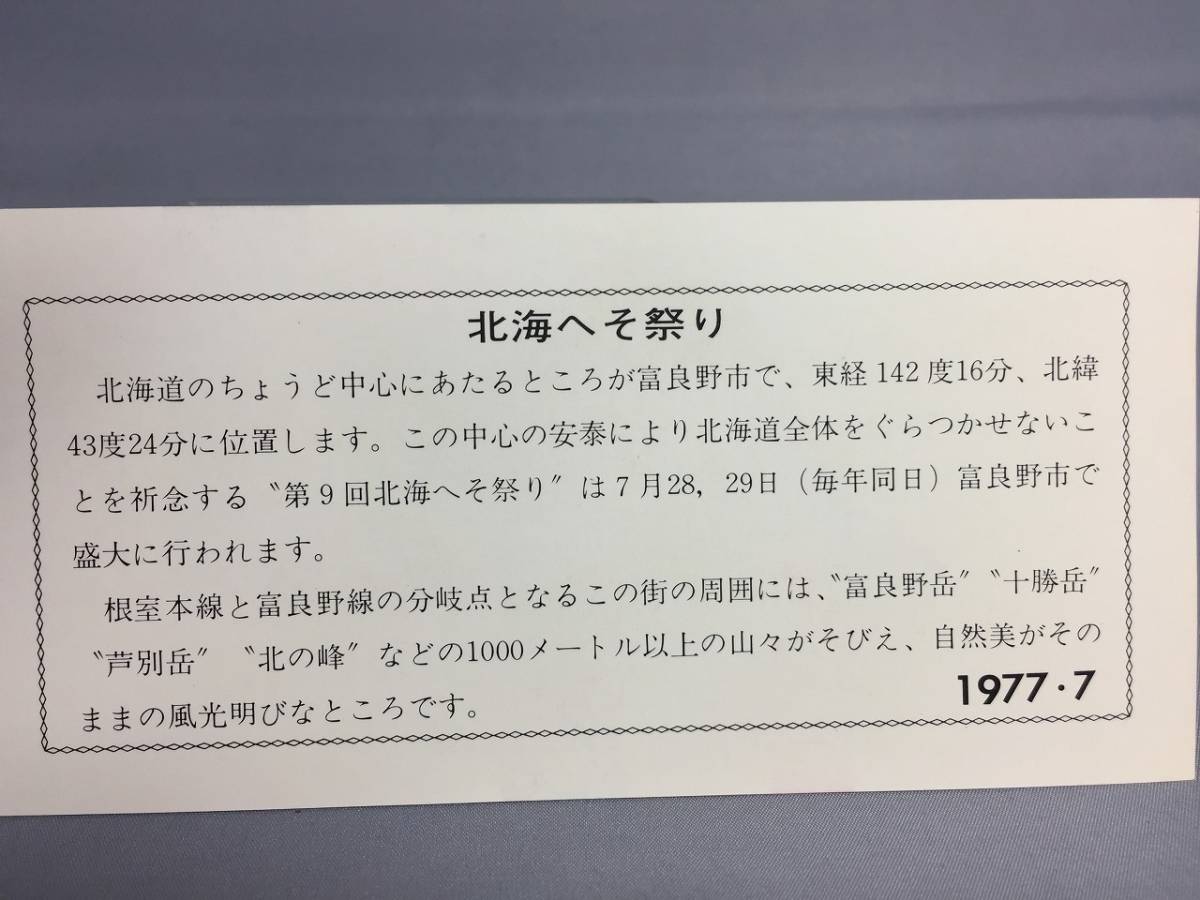 北海へそ祭り
北海道のちょうど中心にあたるところが富良野市で、東経142度16分、北緯
43度24分に位置します。この中心の安泰により北海道全体をぐらつかせないこ
とを祈念する〝第9回北海へそ祭り〞は7月28，29日（毎年同日）富良野市で
盛大に行われます。
根室本線と富良野線の分岐点となるこの街の周囲には、〝富良野岳〞〝十勝岳〞
〝芦別岳〞〝北の峰〞などの1000メートル以上の山々がそびえ、自然美がその
ままの風光明びなところです。
1977・7